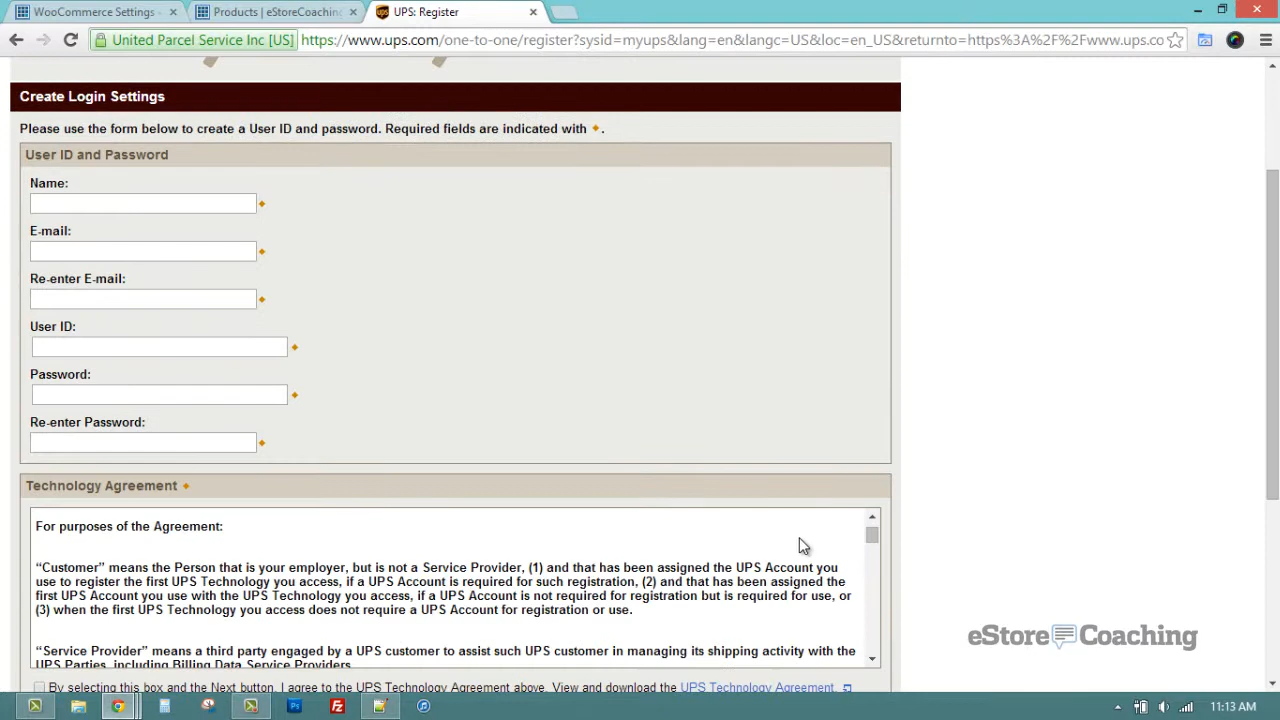 WooCommerce Settings
Products | eStoreCoaching
UPS: Register
United Parcel Service Inc [US]
https://www.ups.com/one-to-one/register?sysid=myups&lang=en&langc=US&loc=en_US&returnto=https%3A%2F%2Fwww.ups.co
Create Login Settings
Please use the form below to create a User ID and password. Required fields are indicated with .
User ID and Password
Name:
E-mail:
Re-enter E-mail:
User ID:
Password:
Re-enter Password:
Technology Agreement
For purposes of the Agreement:
“Customer” means the Person that is your employer, but is not a Service Provider, (1) and that has been assigned the UPS Account you
use to register the first UPS Technology you access, if a UPS Account is required for such registration, (2) and that has been assigned the
first UPS Account you use with the UPS Technology you access, if a UPS Account is not required for registration but is required for use, or
(3) when the first UPS Technology you access does not require a UPS Account for registration or use.
“Service Provider” means a third party engaged by a UPS customer to assist such UPS customer in managing its shipping activity with the
UPS Parties, including Billing Data Service Providers.
By selecting this box and the Next button, I agree to the UPS Technology Agreement above. View and download the UPS Technology Agreement.
eStore Coaching
11:13 AM